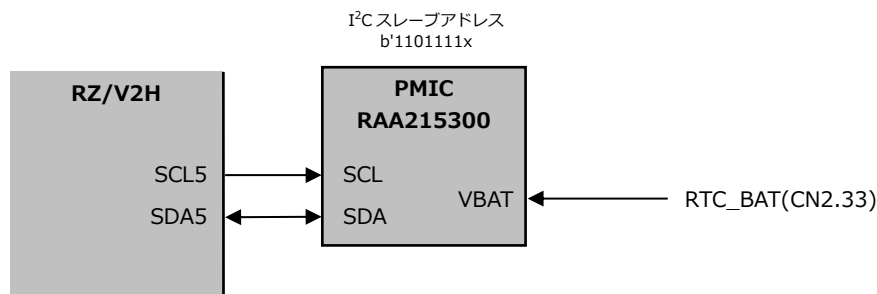 I²C スレーブアドレス
b'1101111x
RZ/V2H
PMIC
RAA215300
SCL5
SCL
SDA5
SDA
VBAT
RTC_BAT(CN2.33)